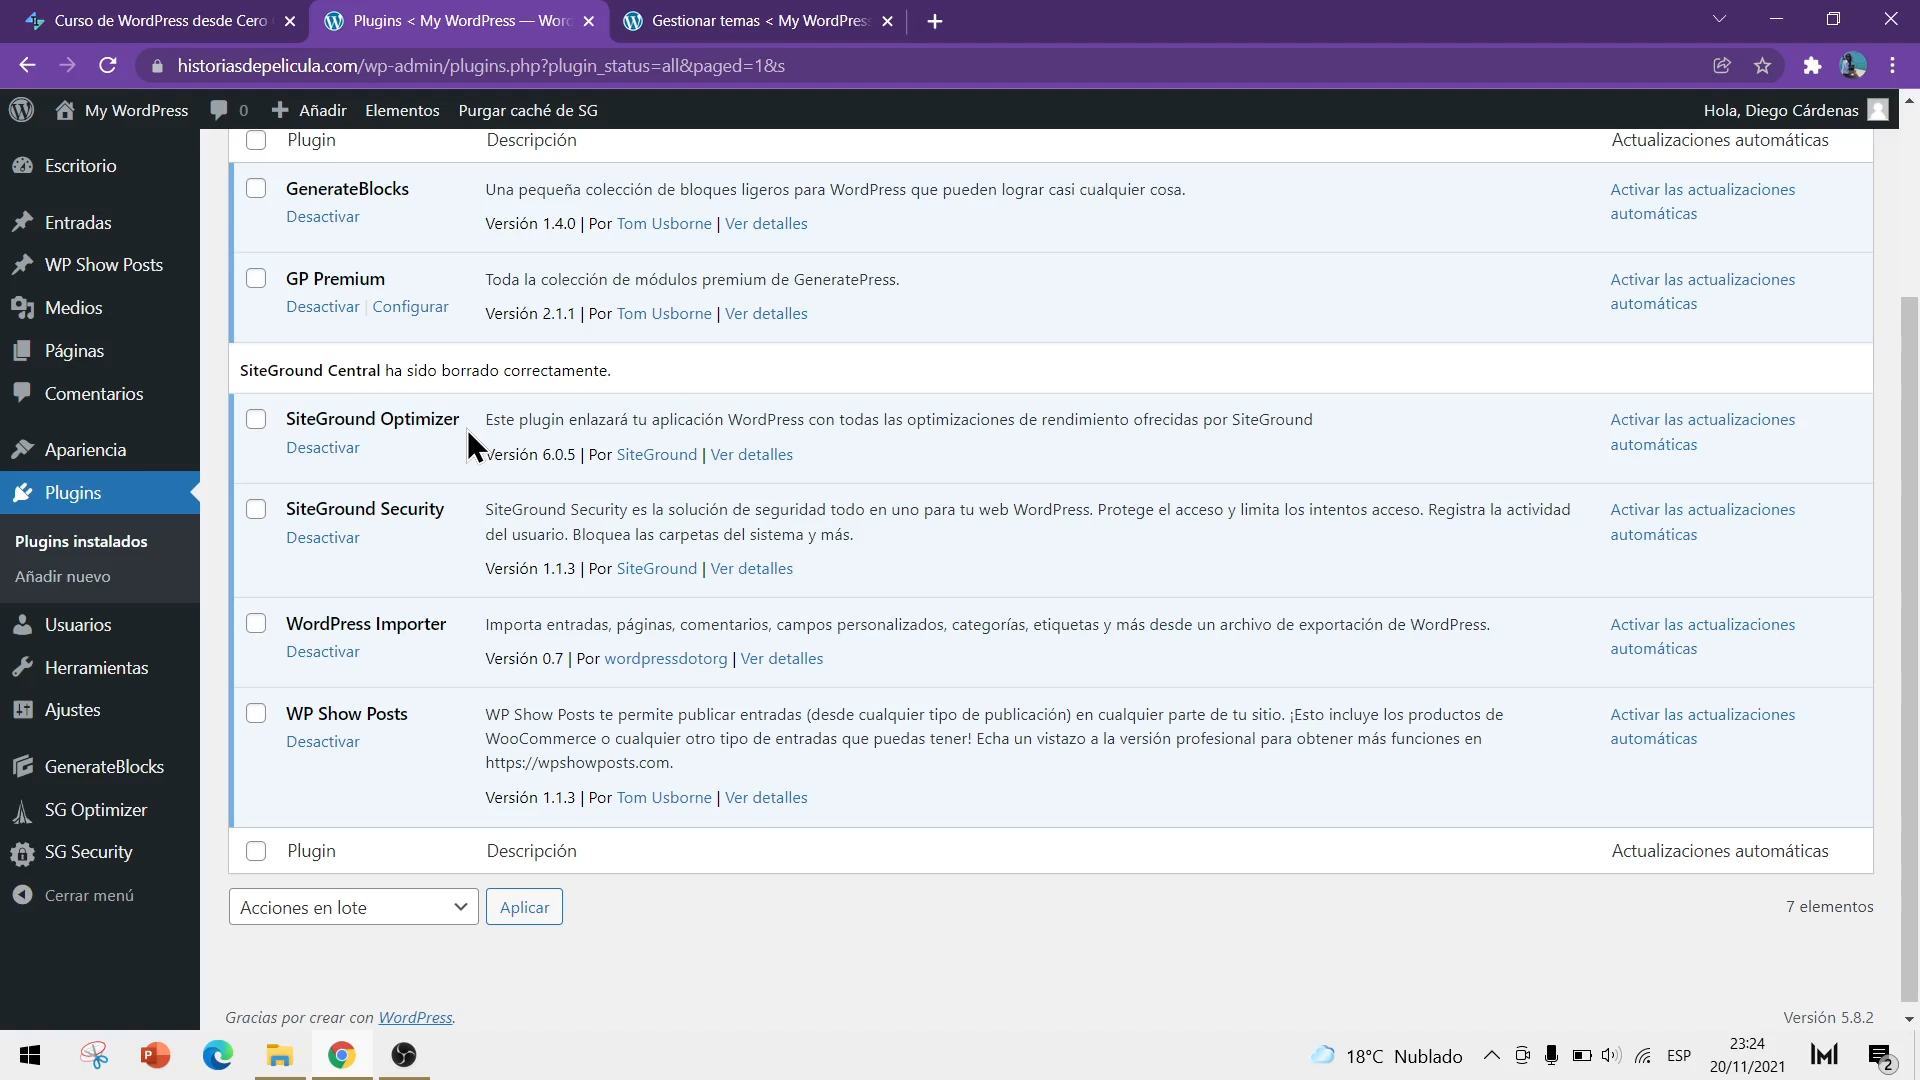 Curso de WordPress desde Cero
Plugins < My WordPress — Wor
Gestionar temas < My WordPress
historiasdepelicula.com/wp-admin/plugins.php?plugin_status=all&paged=1&s
My WordPress
0
Añadir
Elementos
Purgar caché de SG
Hola, Diego Cárdenas
Escritorio
Entradas
WP Show Posts
Medios
Páginas
Comentarios
Apariencia
Plugins
Plugins instalados
Añadir nuevo
Usuarios
Herramientas
Ajustes
GenerateBlocks
SG Optimizer
SG Security
Cerrar menú
Plugin
Descripción
Actualizaciones automáticas
GenerateBlocks
Desactivar
Una pequeña colección de bloques ligeros para WordPress que pueden lograr casi cualquier cosa.
Versión 1.4.0 | Por Tom Usborne | Ver detalles
Activar las actualizaciones
automáticas
GP Premium
Desactivar | Configurar
Toda la colección de módulos premium de GeneratePress.
Versión 2.1.1 | Por Tom Usborne | Ver detalles
Activar las actualizaciones
automáticas
SiteGround Central ha sido borrado correctamente.
SiteGround Optimizer
Desactivar
Este plugin enlazará tu aplicación WordPress con todas las optimizaciones de rendimiento ofrecidas por SiteGround
Versión 6.0.5 | Por SiteGround | Ver detalles
Activar las actualizaciones
automáticas
SiteGround Security
Desactivar
SiteGround Security es la solución de seguridad todo en uno para tu web WordPress. Protege el acceso y limita los intentos acceso. Registra la actividad
del usuario. Bloquea las carpetas del sistema y más.
Versión 1.1.3 | Por SiteGround | Ver detalles
Activar las actualizaciones
automáticas
WordPress Importer
Desactivar
Importa entradas, páginas, comentarios, campos personalizados, categorías, etiquetas y más desde un archivo de exportación de WordPress.
Versión 0.7 | Por wordpressdotorg | Ver detalles
Activar las actualizaciones
automáticas
WP Show Posts
Desactivar
WP Show Posts te permite publicar entradas (desde cualquier tipo de publicación) en cualquier parte de tu sitio. ¡Esto incluye los productos de
WooCommerce o cualquier otro tipo de entradas que puedas tener! Echa un vistazo a la versión profesional para obtener más funciones en
https://wpshowposts.com.
Versión 1.1.3 | Por Tom Usborne | Ver detalles
Activar las actualizaciones
automáticas
Plugin
Descripción
Actualizaciones automáticas
Acciones en lote
Aplicar
7 elementos
Gracias por crear con WordPress.
Versión 5.8.2
18°C Nublado
ESP
23:24
20/11/2021
2